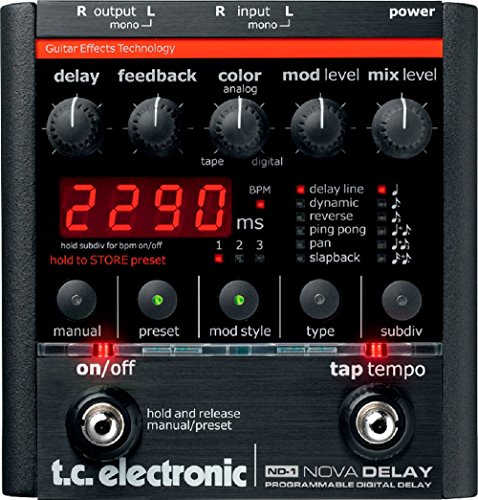 R output L R input L power
mono mono
Guitar Effects Technology
delay feedback color mod level mix level
analog
tape digital
2290 ms
BPM
hold subdiv for bpm on/off
hold to STORE preset
1 2 3
delay line
dynamic
reverse
ping pong
pan
slapback
manual preset mod style type subdiv
on/off tap tempo
hold and release
manual/preset
t.c. electronic
ND-1 NOVA DELAY
PROGRAMMABLE DIGITAL DELAY